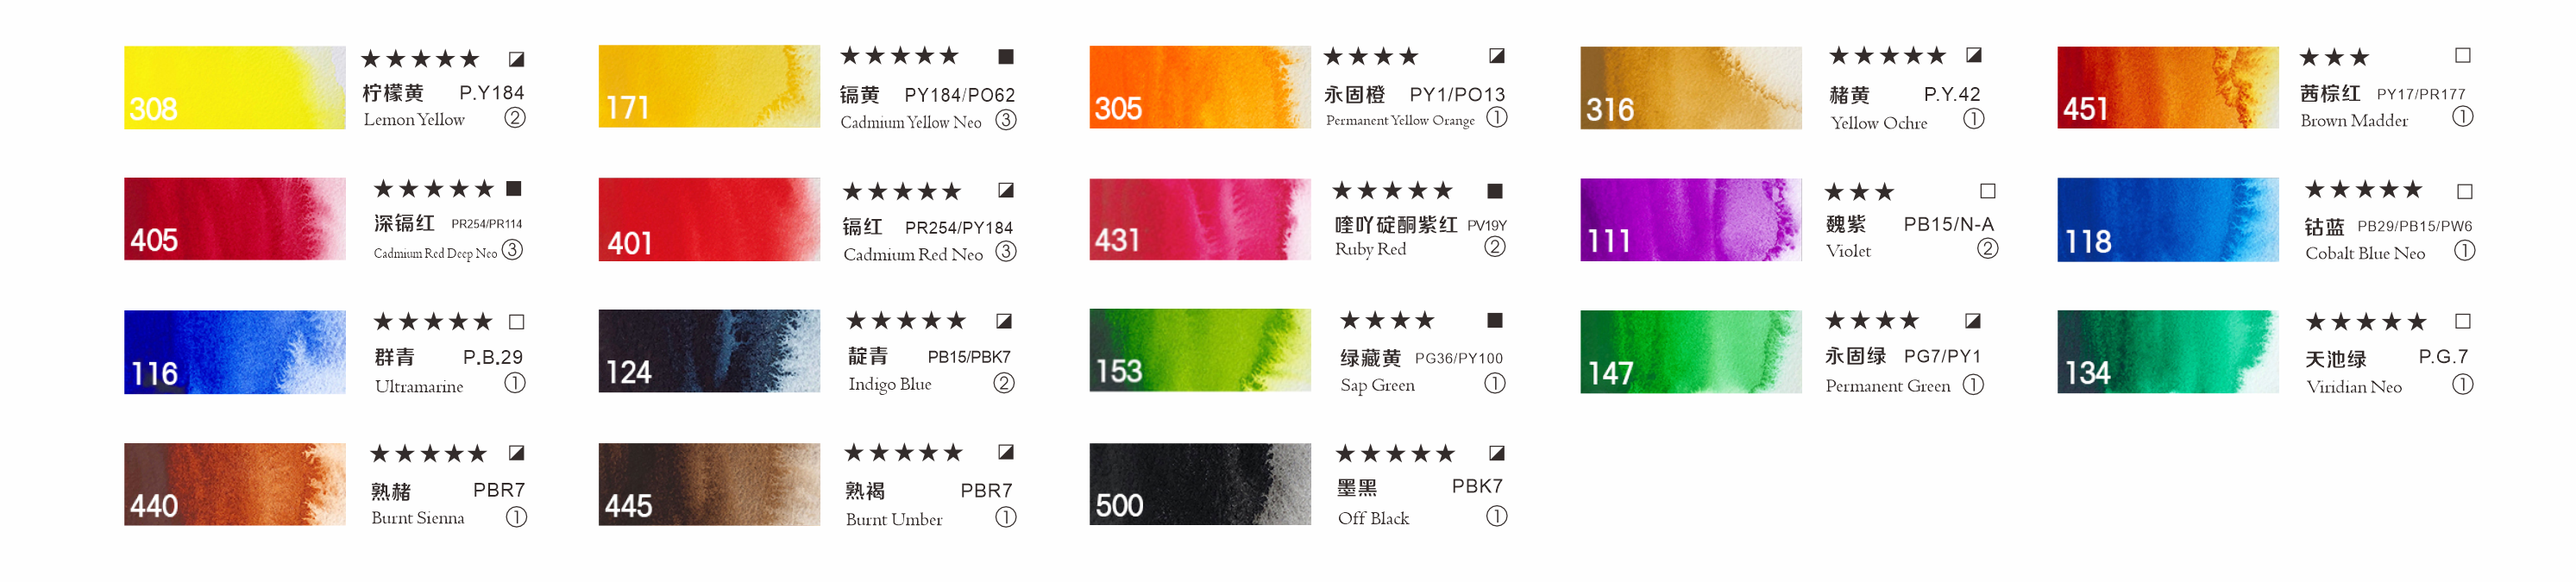 308
★★★★★ ◪
柠檬黄 P.Y184
Lemon Yellow ②
171
★★★★★ ■
镉黄 PY184/PO62
Cadmium Yellow Neo ③
305
★★★★ ◪
永固橙 PY1/PO13
Permanent Yellow Orange ①
316
★★★★★ ◪
赭黄 P.Y.42
Yellow Ochre ①
451
★★★ □
茜棕红 PY17/PR177
Brown Madder ①
405
★★★★★ ■
深镉红 PR254/PR114
Cadmium Red Deep Neo ③
401
★★★★★ ◪
镉红 PR254/PY184
Cadmium Red Neo ③
431
★★★★★ ■
喹吖碇酮紫红 PV19Y
Ruby Red ②
111
★★★ □
魏紫 PB15/N-A
Violet ②
118
★★★★★ □
钴蓝 PB29/PB15/PW6
Cobalt Blue Neo ①
116
★★★★★ □
群青 P.B.29
Ultramarine ①
124
★★★★★ ◪
靛青 PB15/PBK7
Indigo Blue ②
153
★★★★ ■
绿藏黄 PG36/PY100
Sap Green ①
147
★★★★ ◪
永固绿 PG7/PY1
Permanent Green ①
134
★★★★★ □
天池绿 P.G.7
Viridian Neo ①
440
★★★★★ ◪
熟赭 PBR7
Burnt Sienna ①
445
★★★★★ ◪
熟褐 PBR7
Burnt Umber ①
500
★★★★★ ◪
墨黑 PBK7
Off Black ①